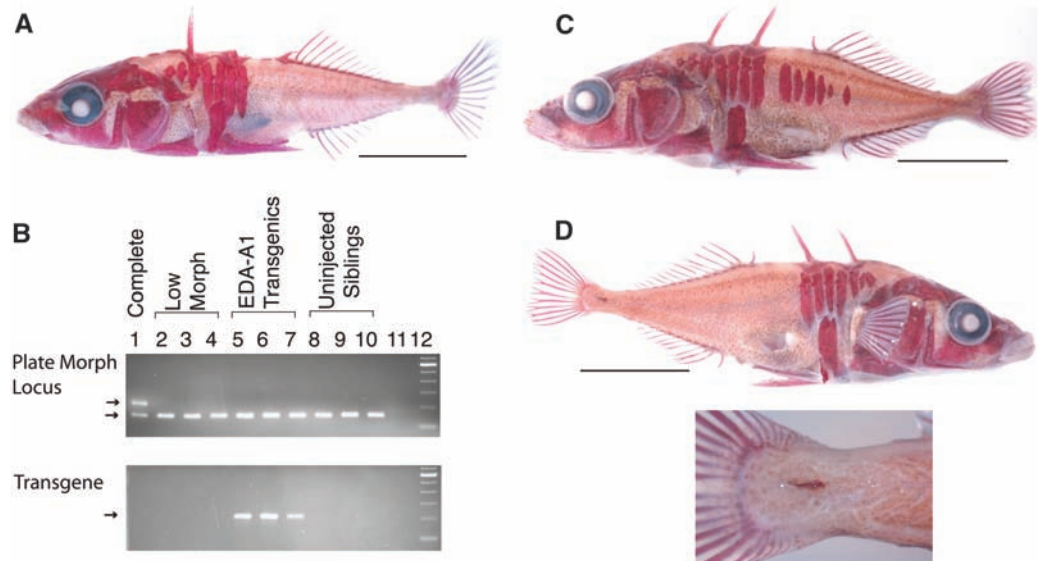 A
C
B
Complete
Low
Morph
EDA-A1
Transgenics
Uninjected
Siblings
1 2 3 4 5 6 7 8 9 10 11 12
Plate Morph
Locus
Transgene
D